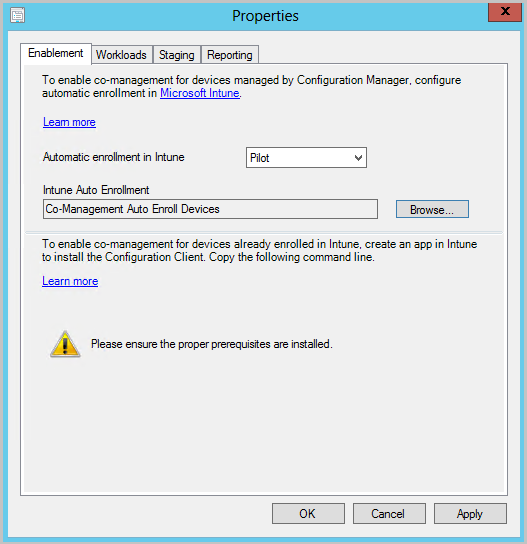 Properties
x
Enablement Workloads Staging Reporting
To enable co-management for devices managed by Configuration Manager, configure
automatic enrollment in Microsoft Intune.
Learn more
Automatic enrollment in Intune Pilot
Intune Auto Enrollment
Co-Management Auto Enroll Devices Browse...
To enable co-management for devices already enrolled in Intune, create an app in Intune
to install the Configuration Client. Copy the following command line.
Learn more
Please ensure the proper prerequisites are installed.
OK Cancel Apply